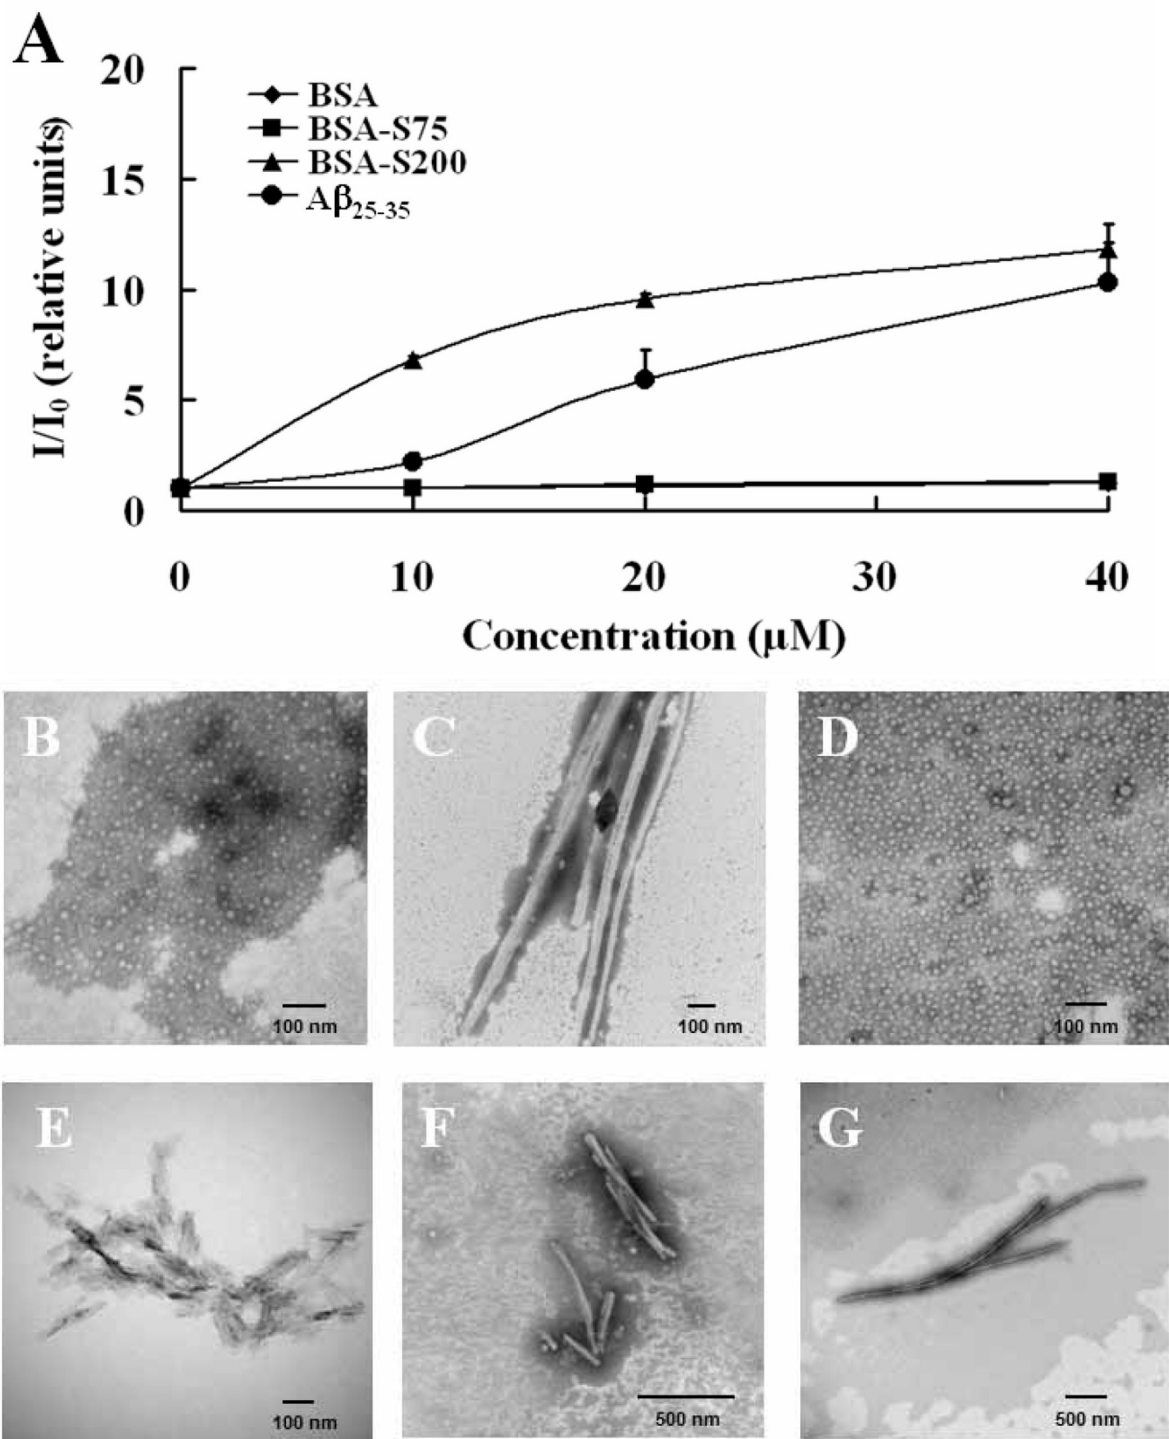 A
20
15
10
5
0
I/I₀ (relative units)
BSA
BSA-S75
BSA-S200
Aβ₂₅₋₃₅
0 10 20 30 40
Concentration (μM)
B C D
100 nm 100 nm 100 nm
E F G
100 nm 500 nm 500 nm